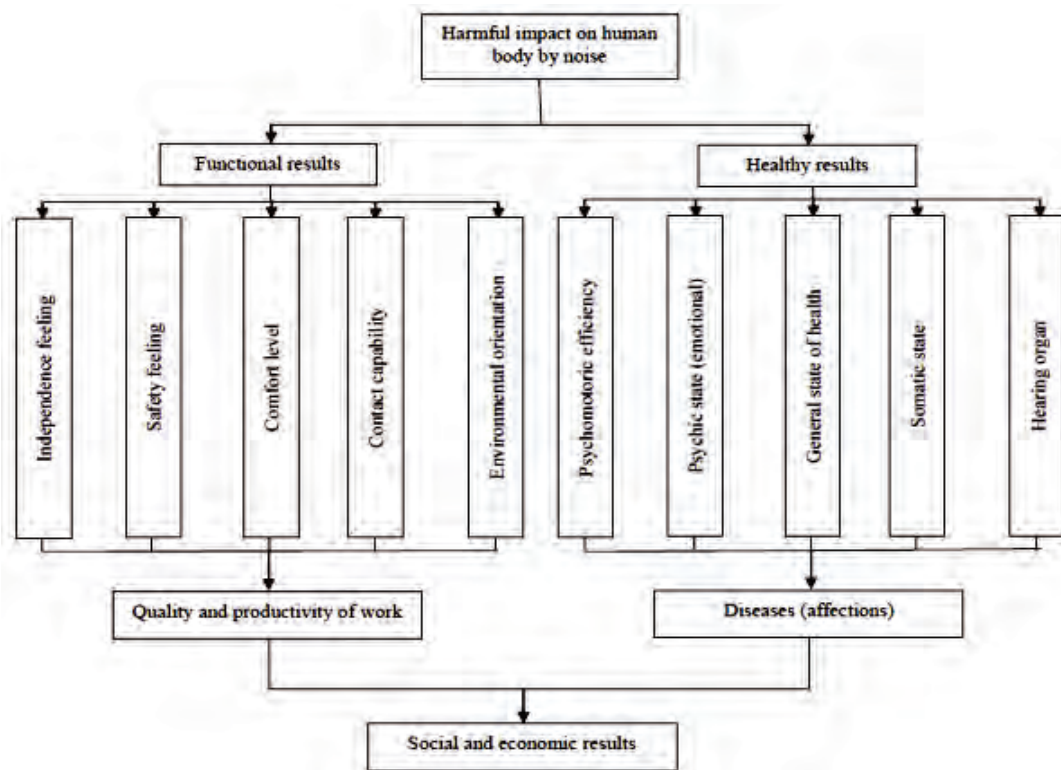 Harmful impact on human
body by noise
Functional results
Healthy results
Independence feeling
Safety feeling
Comfort level
Contact capability
Environmental orientation
Psychomotoric efficiency
Psychic state (emotional)
General state of health
Somatic state
Hearing organ
Quality and productivity of work
Diseases (affections)
Social and economic results